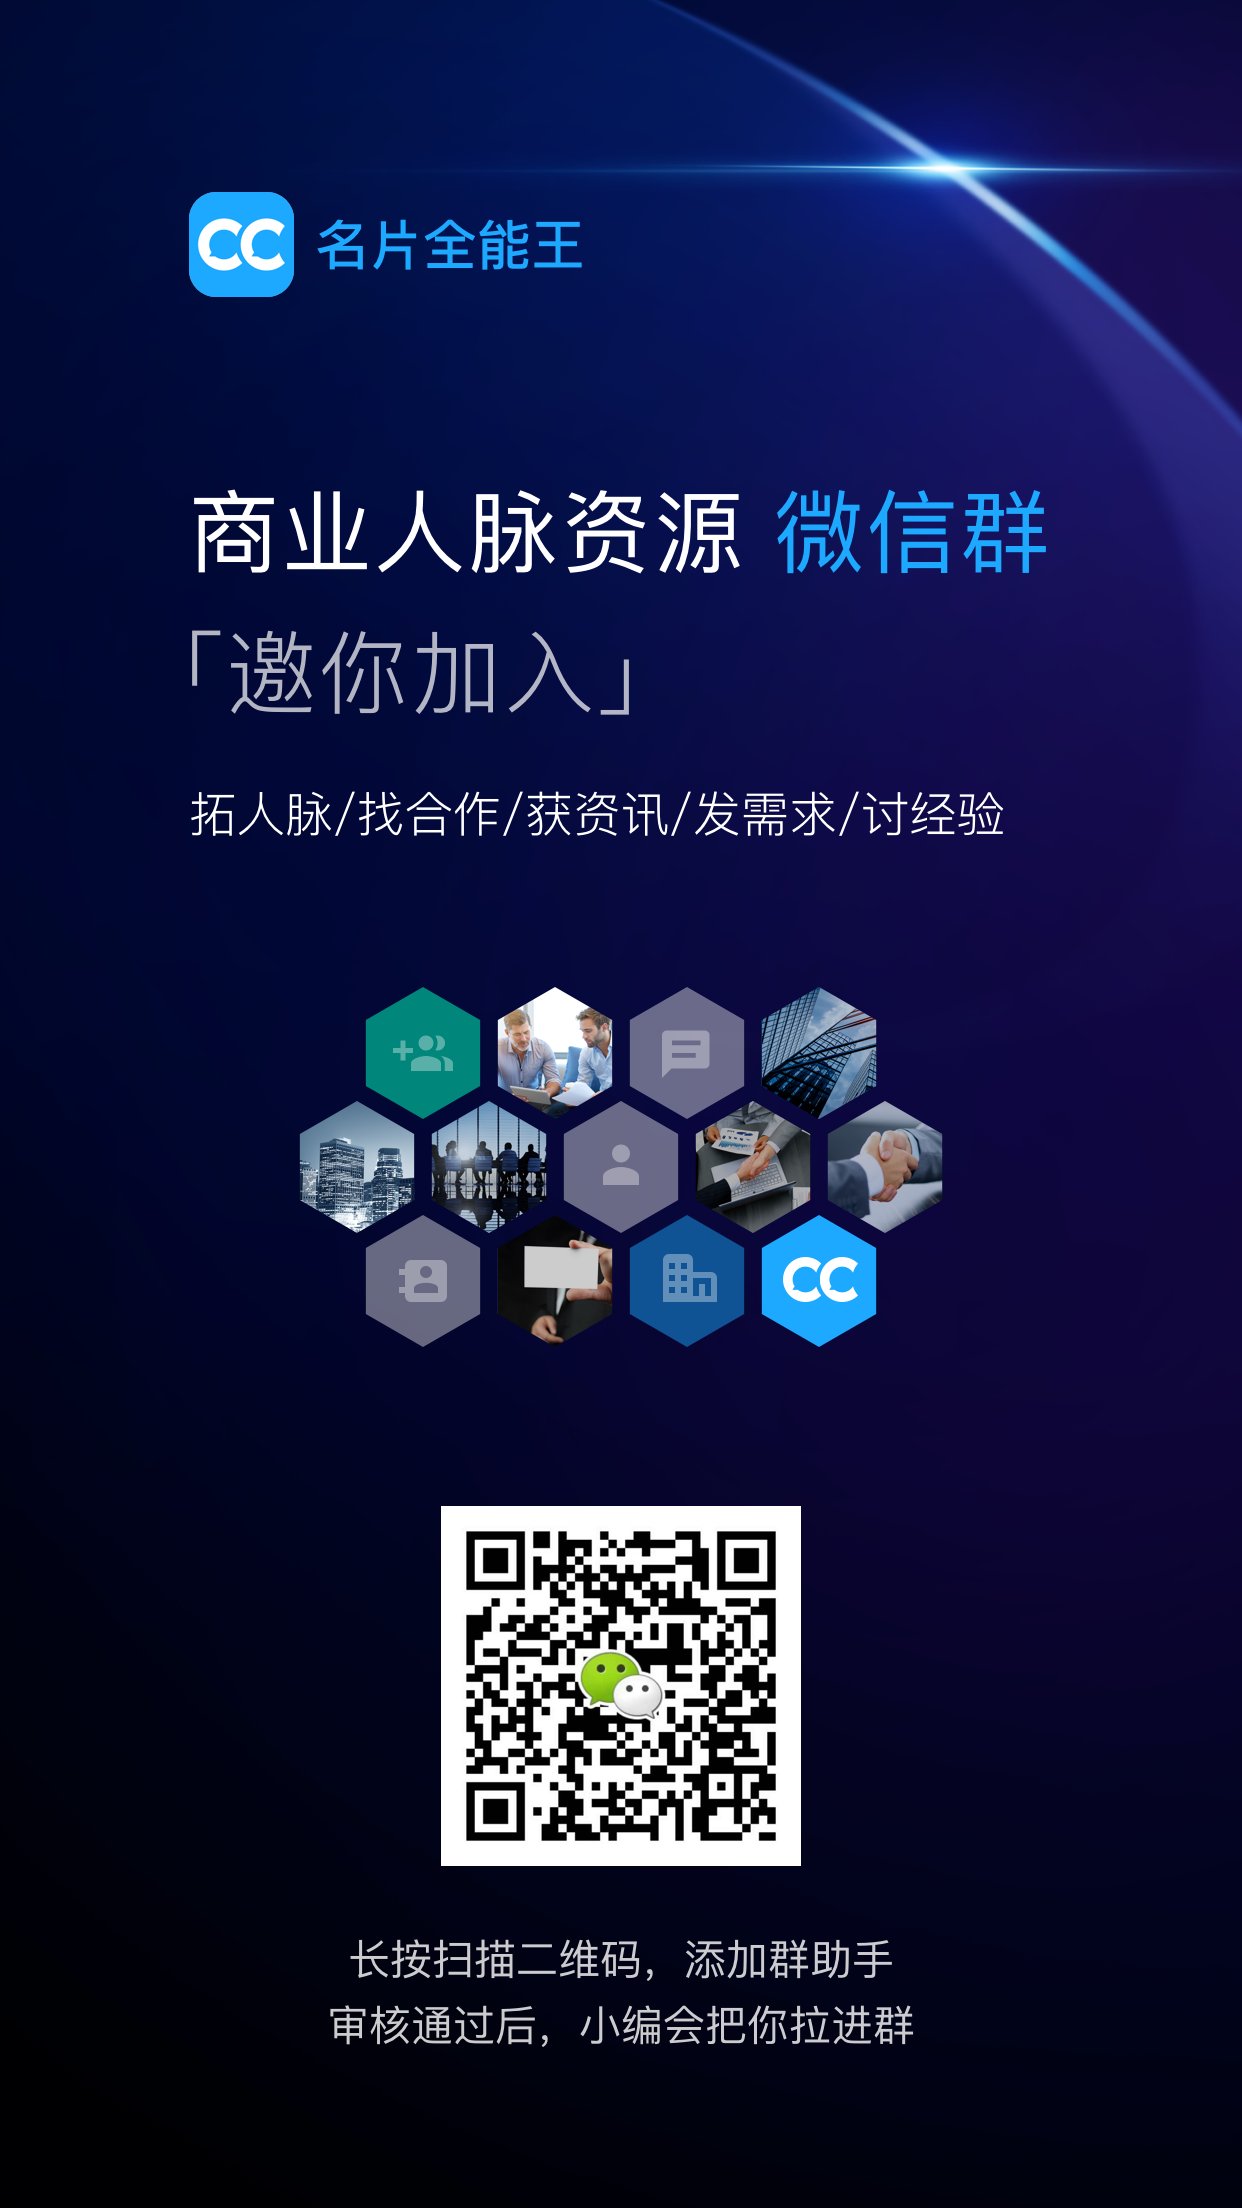 CC 名片全能王
商业人脉资源 微信群
「邀你加入」
拓人脉/找合作/获资讯/发需求/讨经验
CC
长按扫描二维码，添加群助手
审核通过后，小编会把你拉进群